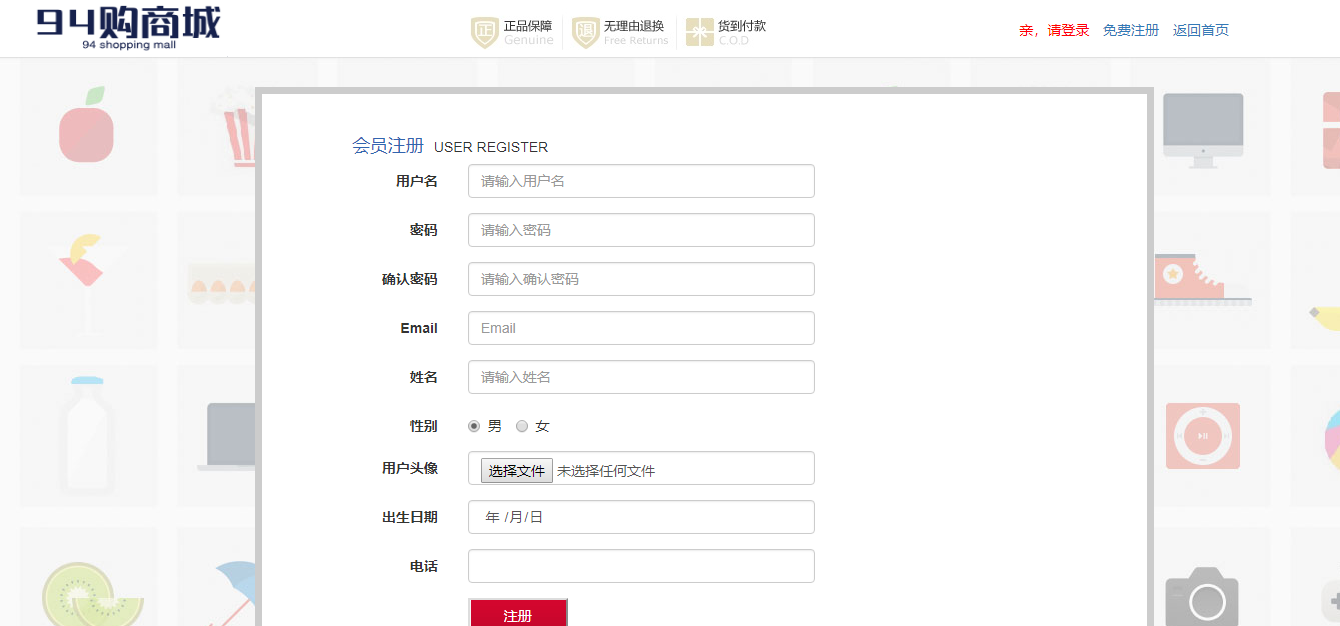 94购商城
94 shopping mall
正 正品保障
Genuine
退 无理由退换
Free Returns
货到付款
C.O.D
亲，请登录 免费注册 返回首页
会员注册 USER REGISTER
用户名 请输入用户名
密码 请输入密码
确认密码 请输入确认密码
Email Email
姓名 请输入姓名
性别 男 女
用户头像 选择文件 未选择任何文件
出生日期 年 /月/日
电话
注册